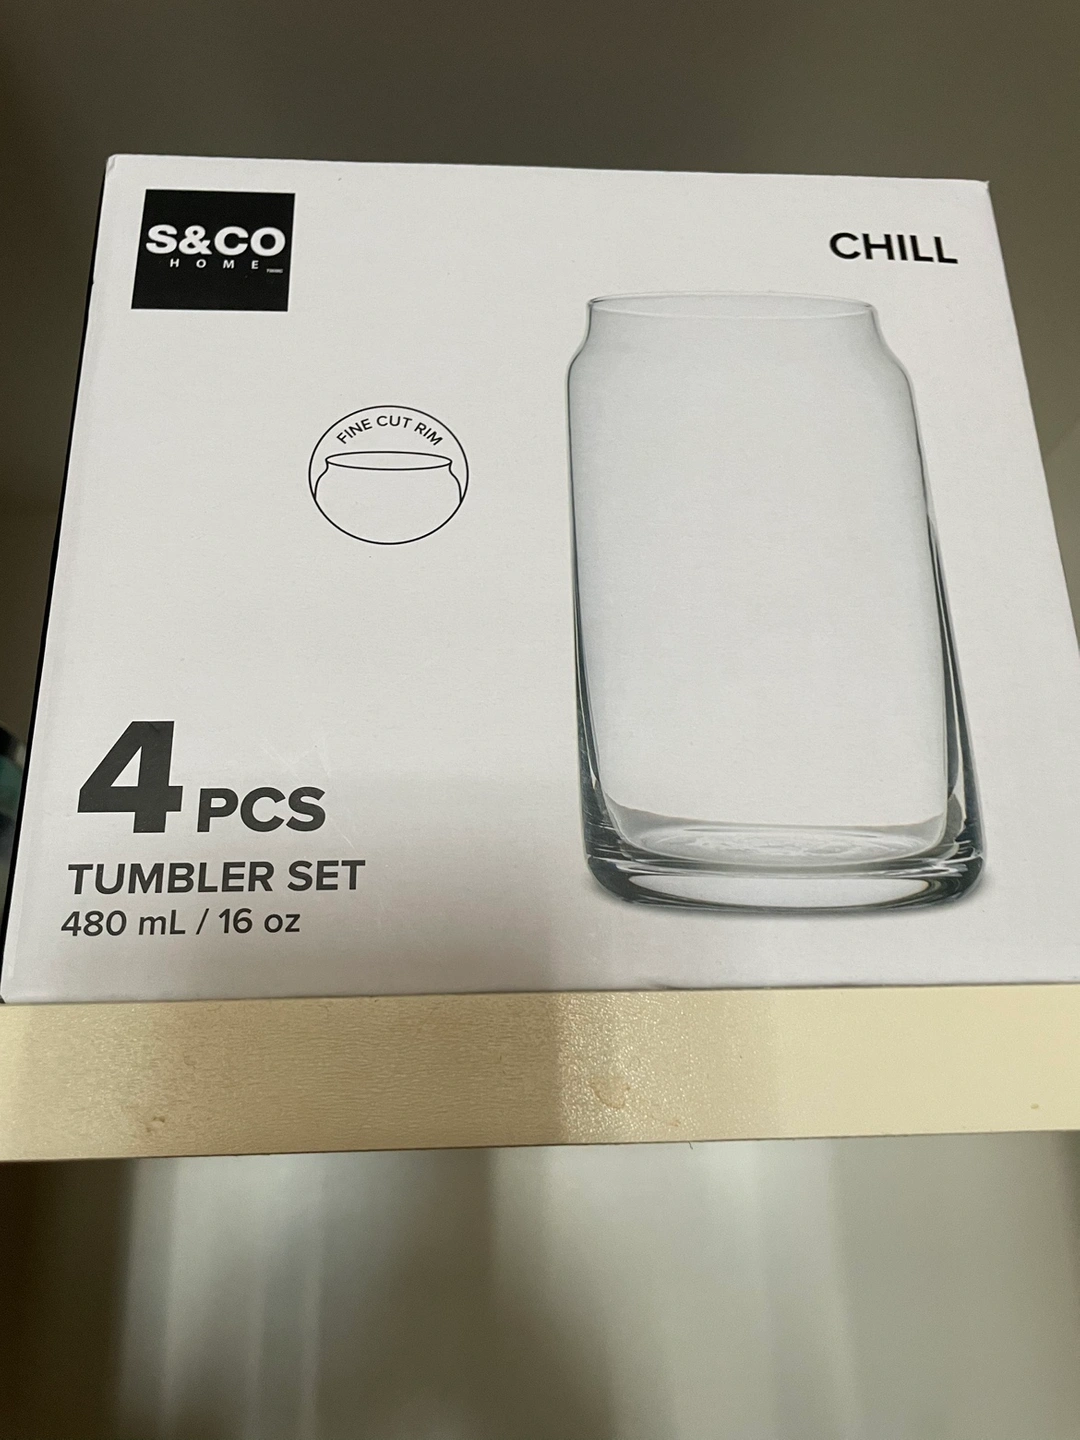 S&CO
HOME
CHILL
FINE CUT RIM
4 PCS
TUMBLER SET
480 mL / 16 oz